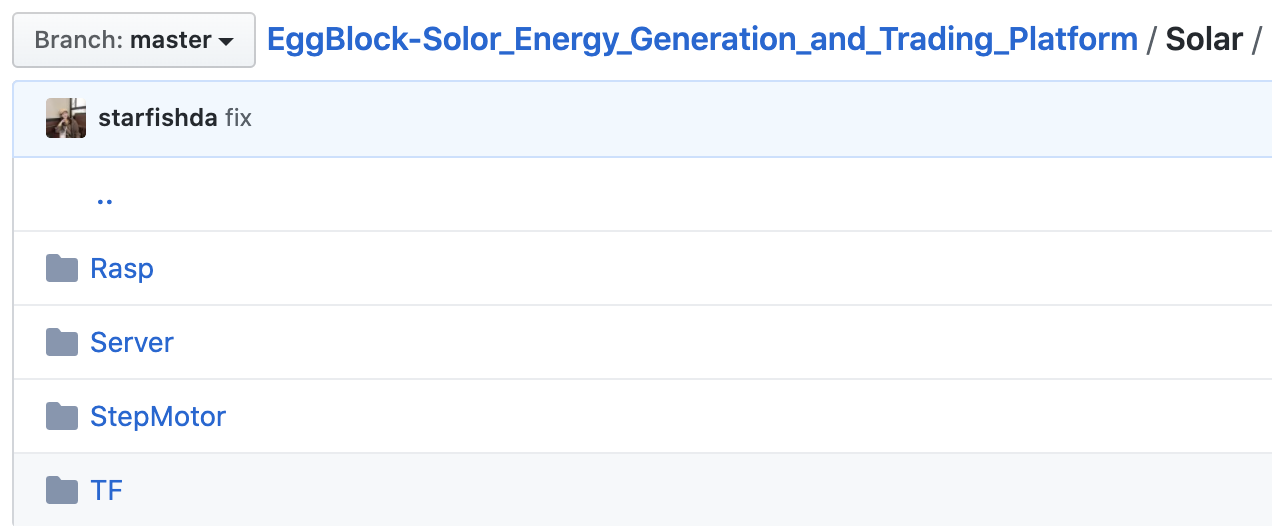 Branch: master EggBlock-Solor_Energy_Generation_and_Trading_Platform / Solar /
starfishda fix
..
Rasp
Server
StepMotor
TF